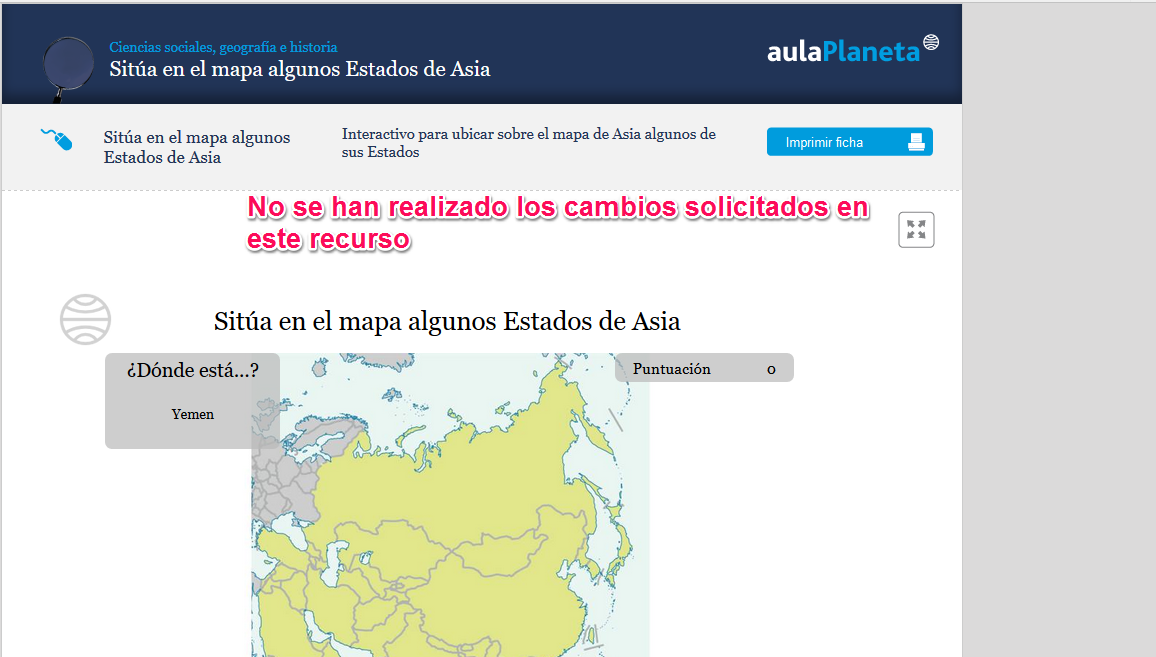 Ciencias sociales, geografía e historia
Sitúa en el mapa algunos Estados de Asia
aulaPlaneta
Sitúa en el mapa algunos
Estados de Asia
Interactivo para ubicar sobre el mapa de Asia algunos de
sus Estados
Imprimir ficha
No se han realizado los cambios solicitados en
este recurso
Sitúa en el mapa algunos Estados de Asia
¿Dónde está...?
Yemen
Puntuación 0